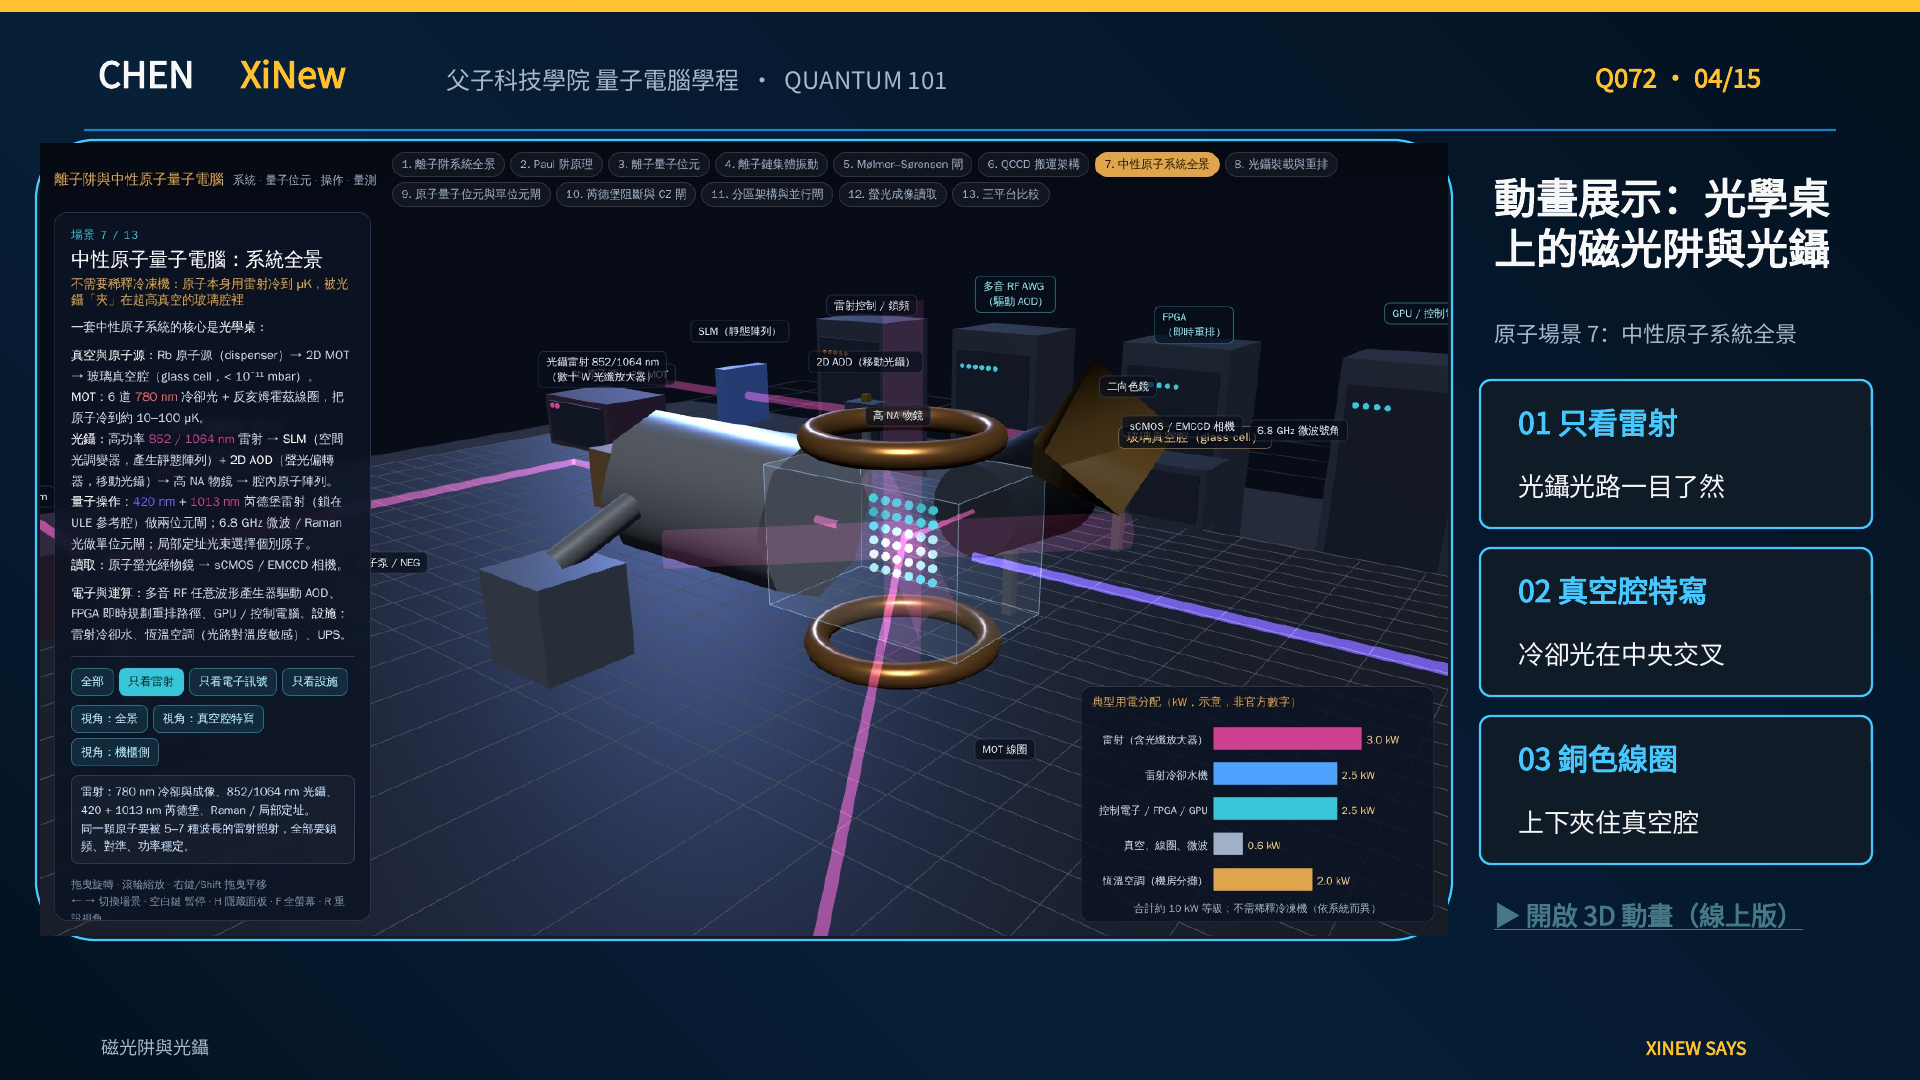 CHEN XiNew 父子科技學院 量子電腦學程 • QUANTUM 101
Q072 • 04/15
離子阱與中性原子量子電腦 系統 · 量子位元 · 操作 · 量測
1. 離子阱系統全景
2. Paul 阱原理
3. 離子量子位元
4. 離子鏈集體振動
5. Mølmer–Sørensen 閘
6. QCCD 搬運架構
7. 中性原子系統全景
8. 光鑷裝載與重排
9. 原子量子位元與單位元閘
10. 芮德堡阻斷與 CZ 閘
11. 分區架構與並行閘
12. 螢光成像讀取
13. 三平台比較
場景 7 / 13
中性原子量子電腦：系統全景
不需要稀釋冷凍機：原子本身用雷射冷到 µK，被光
鑷「夾」在超高真空的玻璃腔裡
一套中性原子系統的核心是光學桌：
真空與原子源：Rb 原子源（dispenser）→ 2D MOT
→ 玻璃真空腔（glass cell，< 10⁻¹¹ mbar）。
MOT：6 道 780 nm 冷卻光 + 反亥姆霍茲線圈，把
原子冷到約 10–100 µK。
光鑷：高功率 852 / 1064 nm 雷射 → SLM（空間
光調變器，產生靜態陣列）+ 2D AOD（聲光偏轉
器，移動光鑷）→ 高 NA 物鏡 → 腔內原子陣列。
量子操作：420 nm + 1013 nm 芮德堡雷射（鎖在
ULE 參考腔）做兩位元閘；6.8 GHz 微波 / Raman
光做單位元閘；局部定址光束選擇個別原子。
讀取：原子螢光經物鏡 → sCMOS / EMCCD 相機。
電子與運算：多音 RF 任意波形產生器驅動 AOD、
FPGA 即時規劃重排路徑、GPU / 控制電腦。設施：
雷射冷卻水、恆溫空調（光路對溫度敏感）、UPS。
全部
只看雷射
只看電子訊號
只看設施
視角：全景
視角：真空腔特寫
視角：機櫃側
雷射：780 nm 冷卻與成像、852/1064 nm 光鑷、
420 + 1013 nm 芮德堡、Raman / 局部定址。
同一顆原子要被 5–7 種波長的雷射照射，全部要鎖
頻、對準、功率穩定。
拖曳旋轉 · 滾輪縮放 · 右鍵/Shift 拖曳平移
← → 切換場景 · 空白鍵 暫停 · H 隱藏面板 · F 全螢幕 · R 重
設視角
多音 RF AWG
（驅動 AOD）
雷射控制 / 鎖頻
SLM（靜態陣列）
FPGA
（即時重排）
GPU / 控制
光鑷雷射 852/1064 nm
（數十 W 光纖放大器）
MOT
2D AOD（移動光鑷）
二向色鏡
高 NA 物鏡
sCMOS / EMCCD 相機
玻璃真空腔（glass cell）
6.8 GHz 微波號角
子泵 / NEG
MOT 線圈
典型用電分配（kW，示意，非官方數字）
雷射（含光纖放大器） 3.0 kW
雷射冷卻水機 2.5 kW
控制電子 / FPGA / GPU 2.5 kW
真空、線圈、微波 0.6 kW
恆溫空調（機房分攤） 2.0 kW
合計約 10 kW 等級；不需稀釋冷凍機（依系統而異）
動畫展示：光學桌
上的磁光阱與光鑷
原子場景 7：中性原子系統全景
01 只看雷射
光鑷光路一目了然
02 真空腔特寫
冷卻光在中央交叉
03 銅色線圈
上下夾住真空腔
▶ 開啟 3D 動畫（線上版）
磁光阱與光鑷
XINEW SAYS